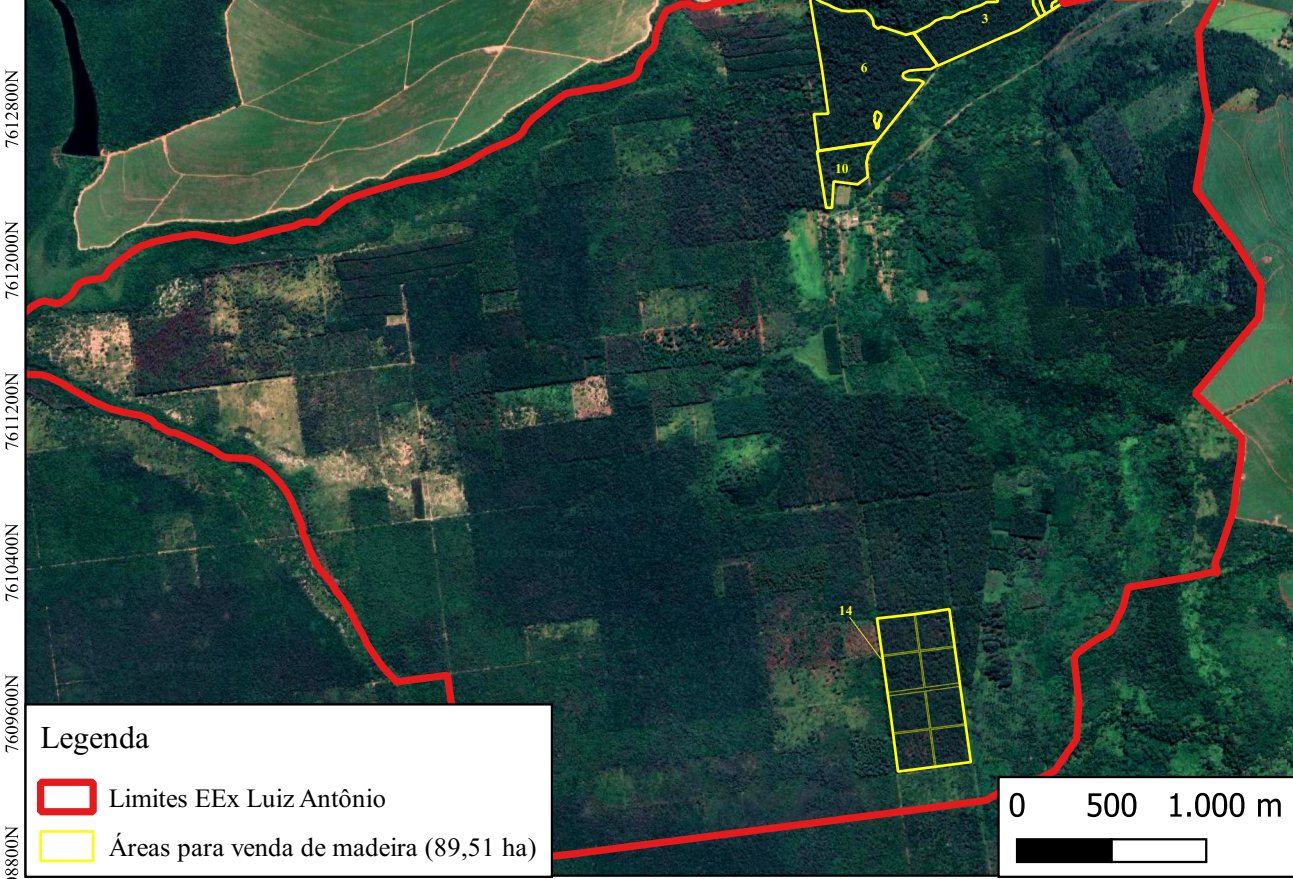 7612800N
7612000N
7611200N
7610400N
7609600N
98800N
3
6
10
14
Legenda
Limites EEx Luiz Antônio
Áreas para venda de madeira (89,51 ha)
0 500 1.000 m